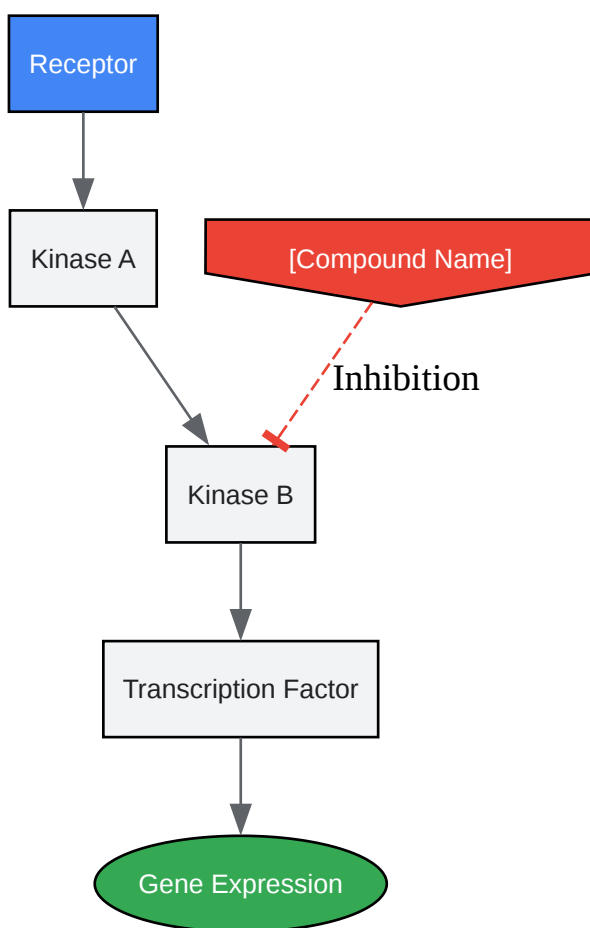 Receptor
Kinase A
[Compound Name]
Inhibition
Kinase B
Transcription Factor
Gene Expression